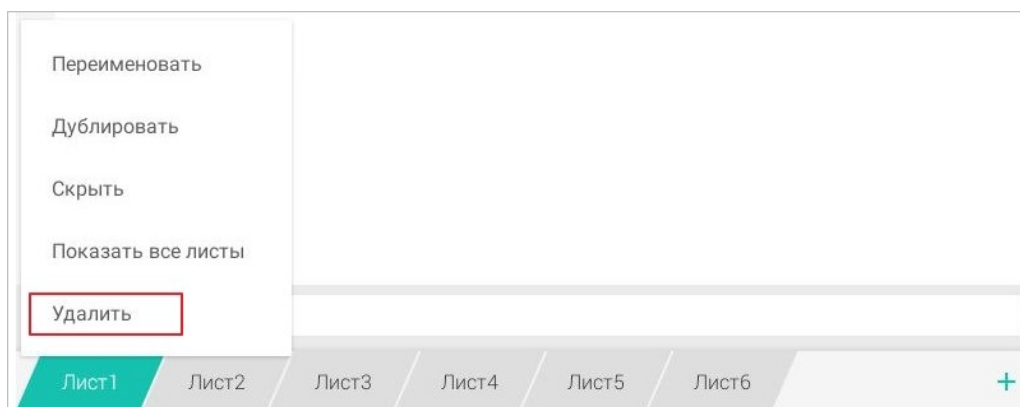 Переименовать
Дублировать
Скрыть
Показать все листы
Удалить
Лист1 Лист2 Лист3 Лист4 Лист5 Лист6 +